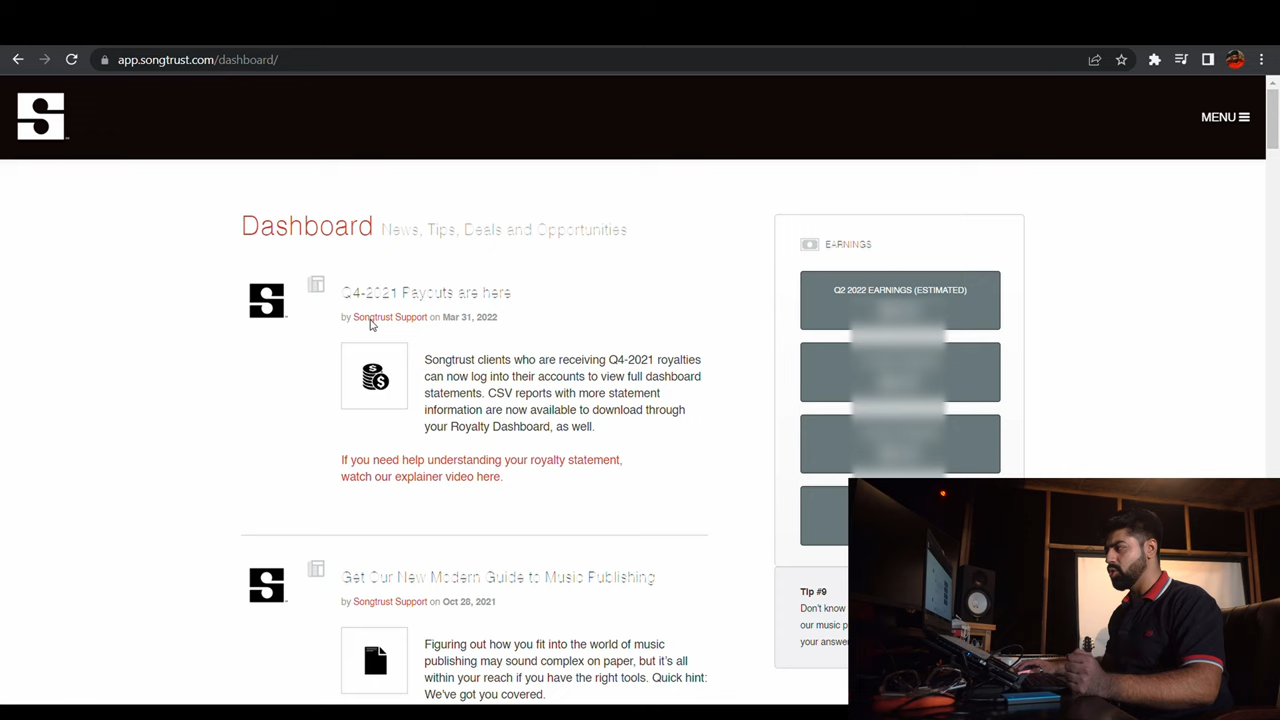 app.songtrust.com/dashboard/
MENU
Dashboard News, Tips, Deals and Opportunities
Q4-2021 Payouts are here
by Songtrust Support on Mar 31, 2022
Songtrust clients who are receiving Q4-2021 royalties
can now log into their accounts to view full dashboard
statements. CSV reports with more statement
information are now available to download through
your Royalty Dashboard, as well.
If you need help understanding your royalty statement,
watch our explainer video here.
Get Our New Modern Guide to Music Publishing
by Songtrust Support on Oct 28, 2021
Figuring out how you fit into the world of music
publishing may sound complex on paper, but it's all
within your reach if you have the right tools. Quick hint:
We've got you covered.
EARNINGS
Q2 2022 EARNINGS (ESTIMATED)
Tip #9
Don't know
our music p
your answe